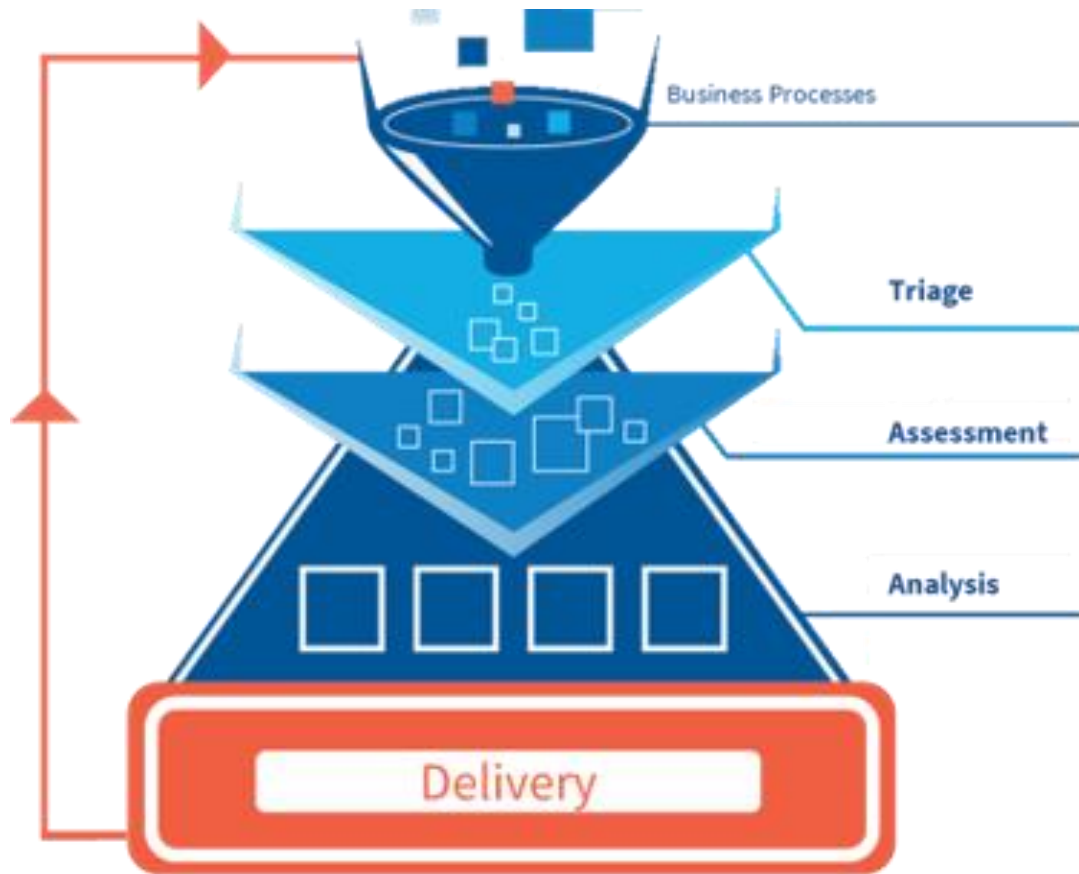 Business Processes
Triage
Assessment
Analysis
Delivery